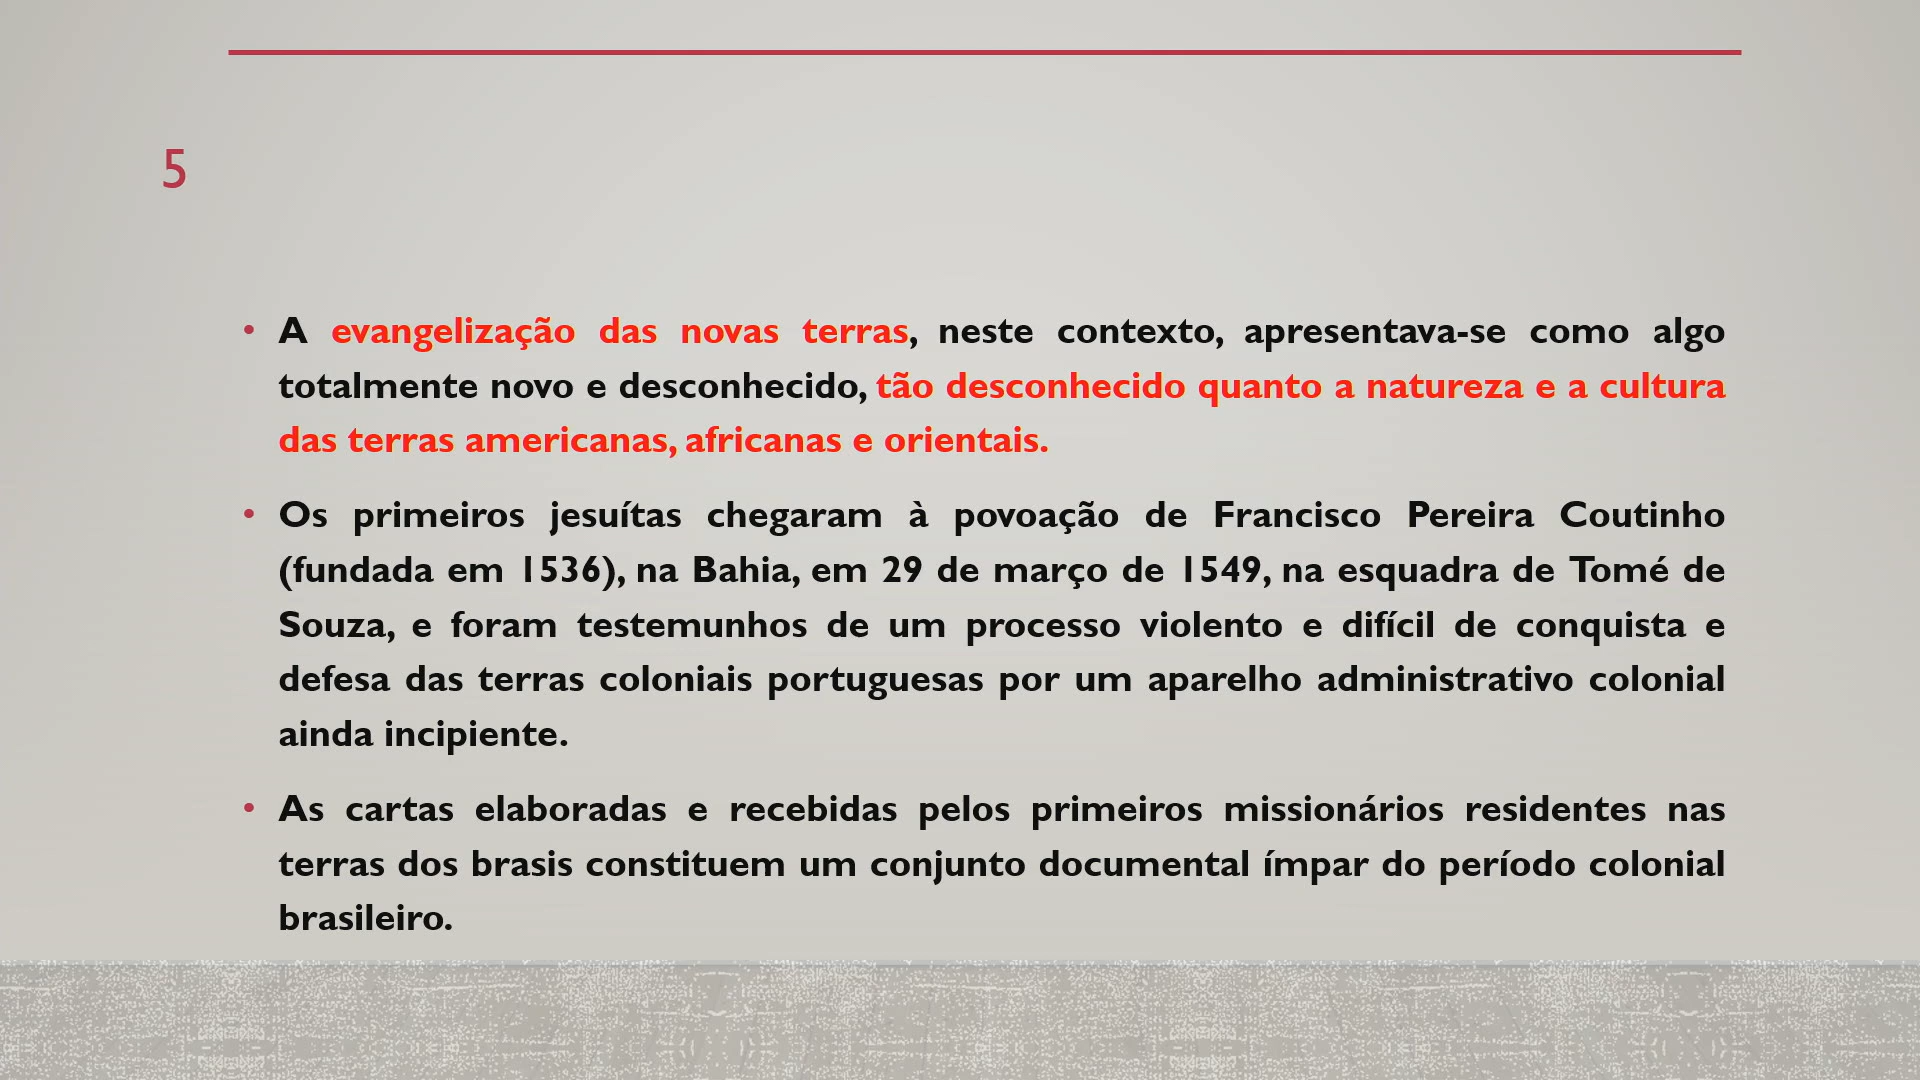 5
• A evangelização das novas terras, neste contexto, apresentava-se como algo
totalmente novo e desconhecido, tão desconhecido quanto a natureza e a cultura
das terras americanas, africanas e orientais.
• Os primeiros jesuítas chegaram à povoação de Francisco Pereira Coutinho
(fundada em 1536), na Bahia, em 29 de março de 1549, na esquadra de Tomé de
Souza, e foram testemunhos de um processo violento e difícil de conquista e
defesa das terras coloniais portuguesas por um aparelho administrativo colonial
ainda incipiente.
• As cartas elaboradas e recebidas pelos primeiros missionários residentes nas
terras dos brasis constituem um conjunto documental ímpar do período colonial
brasileiro.